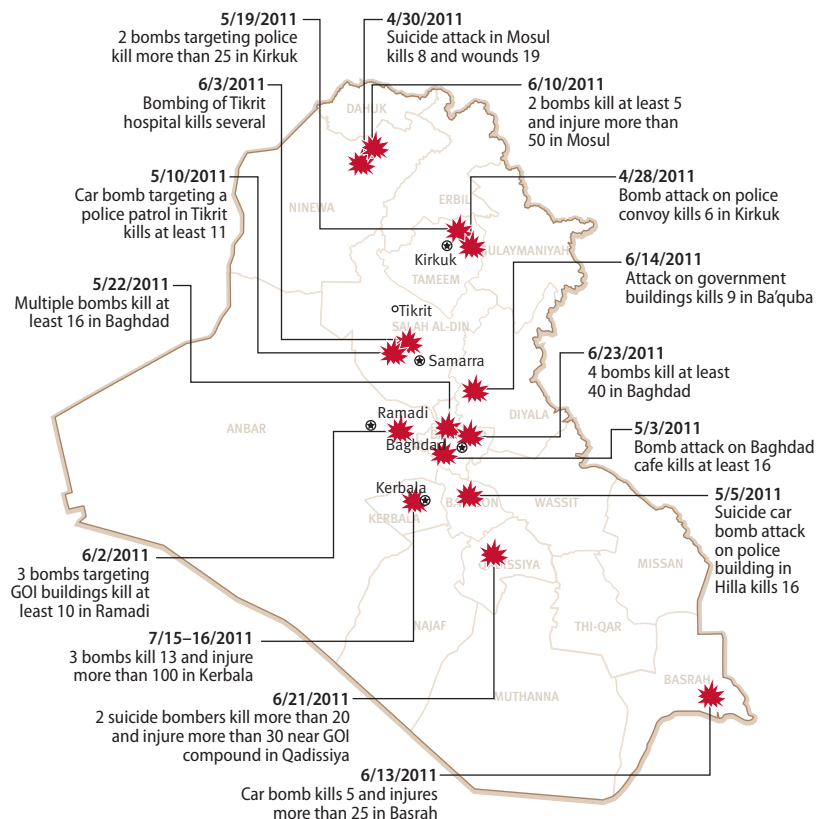 5/19/2011
2 bombs targeting police
kill more than 25 in Kirkuk
4/30/2011
Suicide attack in Mosul
kills 8 and wounds 19
6/3/2011
Bombing of Tikrit
hospital kills several
6/10/2011
2 bombs kill at least 5
and injure more than
50 in Mosul
5/10/2011
Car bomb targeting a
police patrol in Tikrit
kills at least 11
4/28/2011
Bomb attack on police
convoy kills 6 in Kirkuk
5/22/2011
Multiple bombs kill at
least 16 in Baghdad
6/14/2011
Attack on government
buildings kills 9 in Ba'quba
6/23/2011
4 bombs kill at least
40 in Baghdad
5/3/2011
Bomb attack on Baghdad
cafe kills at least 16
5/5/2011
Suicide car
bomb attack
on police
building in
Hilla kills 16
6/2/2011
3 bombs targeting
GOI buildings kill at
least 10 in Ramadi
7/15–16/2011
3 bombs kill 13 and injure
more than 100 in Kerbala
6/21/2011
2 suicide bombers kill more than 20
and injure more than 30 near GOI
compound in Qadissiya
6/13/2011
Car bomb kills 5 and injures
more than 25 in Basrah
DAHUK
NINEWA
ERBIL
Kirkuk
TAMEEM
Tikrit
SALAH AL-DIN
Samarra
DIYALA
ANBAR
Ramadi
Baghdad
Kerbala
KERBALA
WASSIT
MISSAN
NAJAF
THI-QAR
MUTHANNA
BASRAH